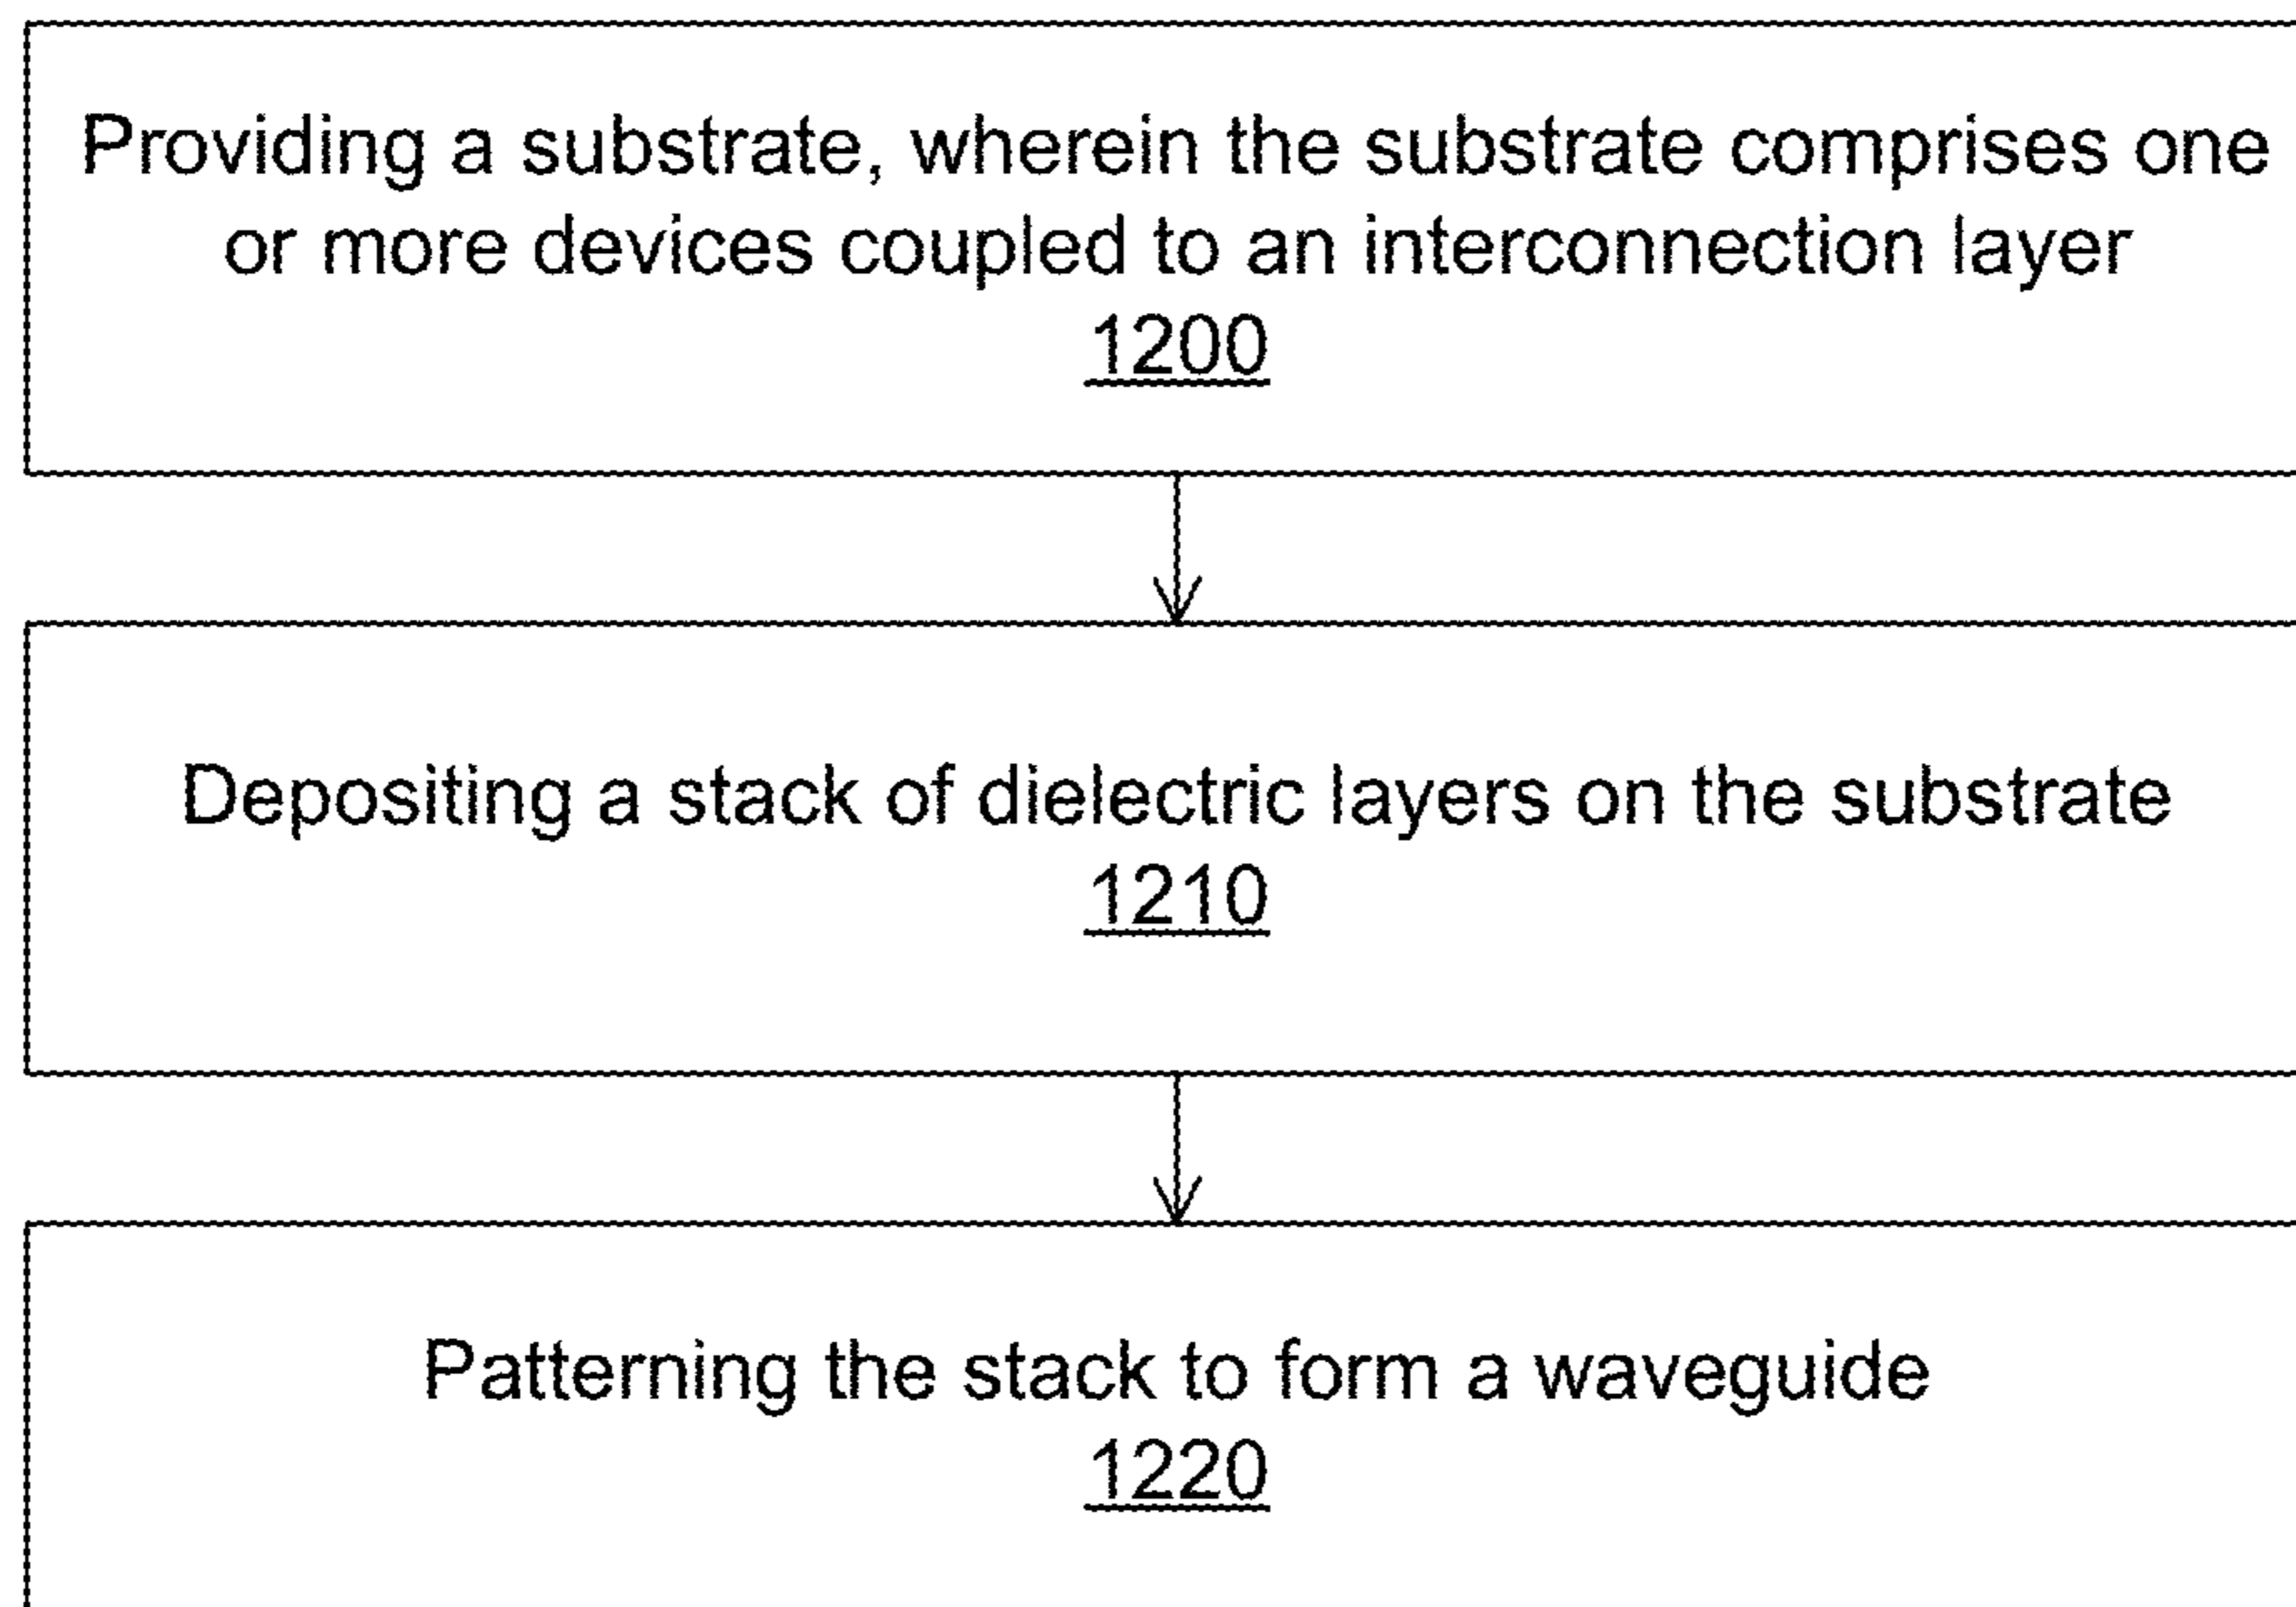 Providing a substrate, wherein the substrate comprises one
or more devices coupled to an interconnection layer
1200
Depositing a stack of dielectric layers on the substrate
1210
Patterning the stack to form a waveguide
1220